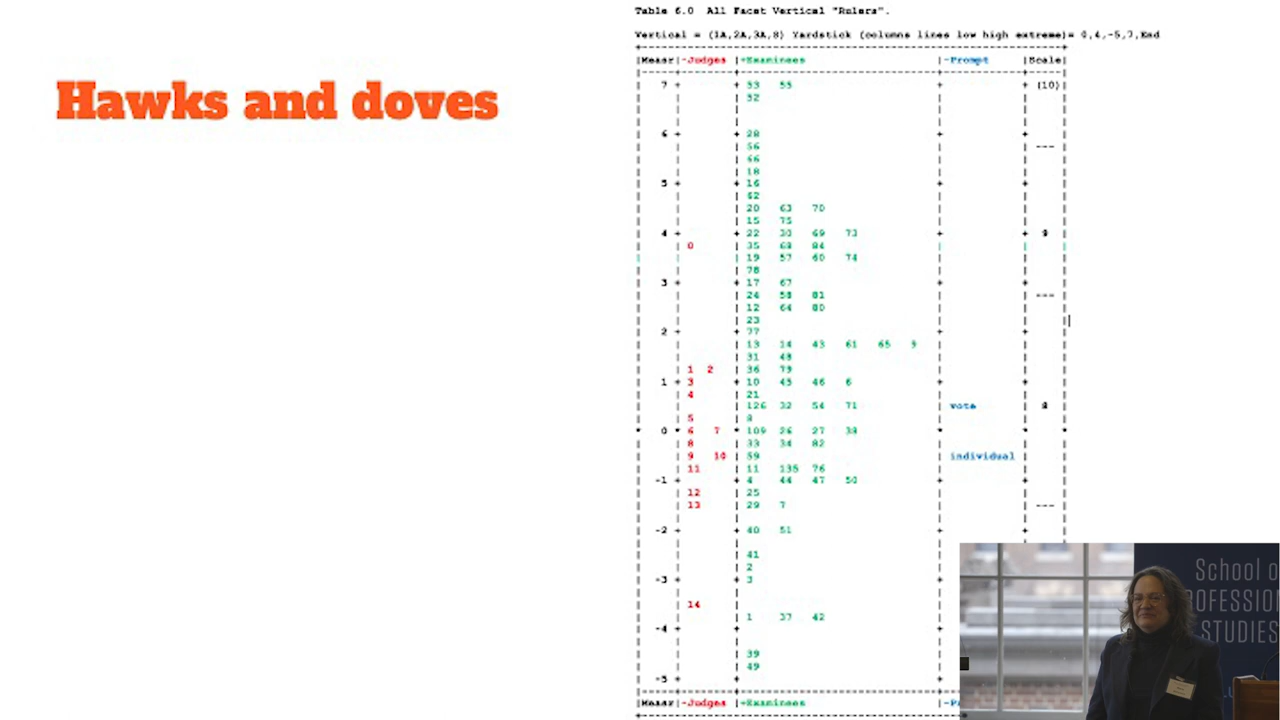 Hawks and doves
Table 6.0 All Facet Vertical "Rulers".
Vertical = (1A,2A,3A,S) Yardstick (columns lines low high extreme)= 0,4,-5,7,End
|Measr|-Judges |+Examinees |-Prompt |Scale|
7 53 55 (10)
52
6 28
56 ---
66
18
5 16
62
20 63 70
15 75
4 22 30 69 73 9
0 35 68 84
19 57 60 74
78
3 17 67
24 58 81 ---
12 64 80
23
2 77
13 14 43 61 65 9
31 48
1 2 36 79
1 3 10 45 46 6
4 21
126 32 54 71 vote 8
5 8
0 6 7 109 26 27 38
8 33 34 82
9 10 59 individual
11 11 135 76
-1 4 44 47 50
12 25
13 29 7 ---
-2 40 51
41
2
-3 3
14
1 37 42
-4
39
49
-5
|Measr|-Judges |+Examinees |-P
School o
ROFESSIO
STUDIES